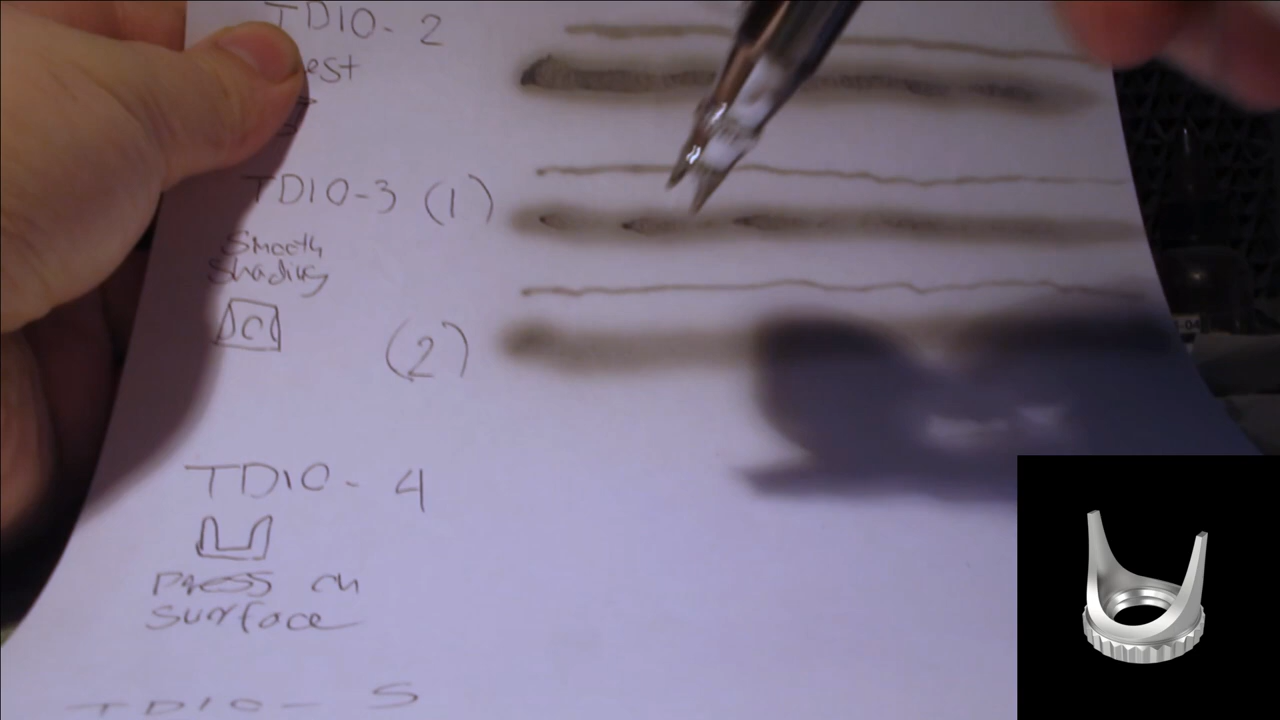 TD10-2
est
TD10-3 (1)
Smooth
Shading
(2)
TD10-4
Press on
surface
TD10-5